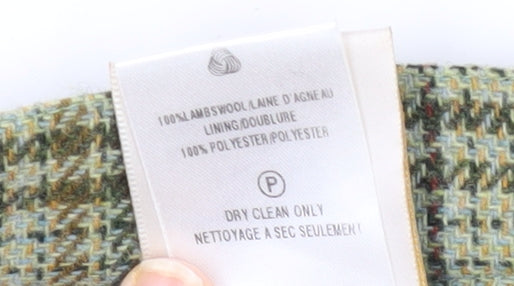 100%LAMBSWOOL/LAINE D'AGNEAU
LINING/DOUBLURE
100% POLYESTER/POLYESTER
P
DRY CLEAN ONLY
NETTOYAGE A SEC SEULEMENT